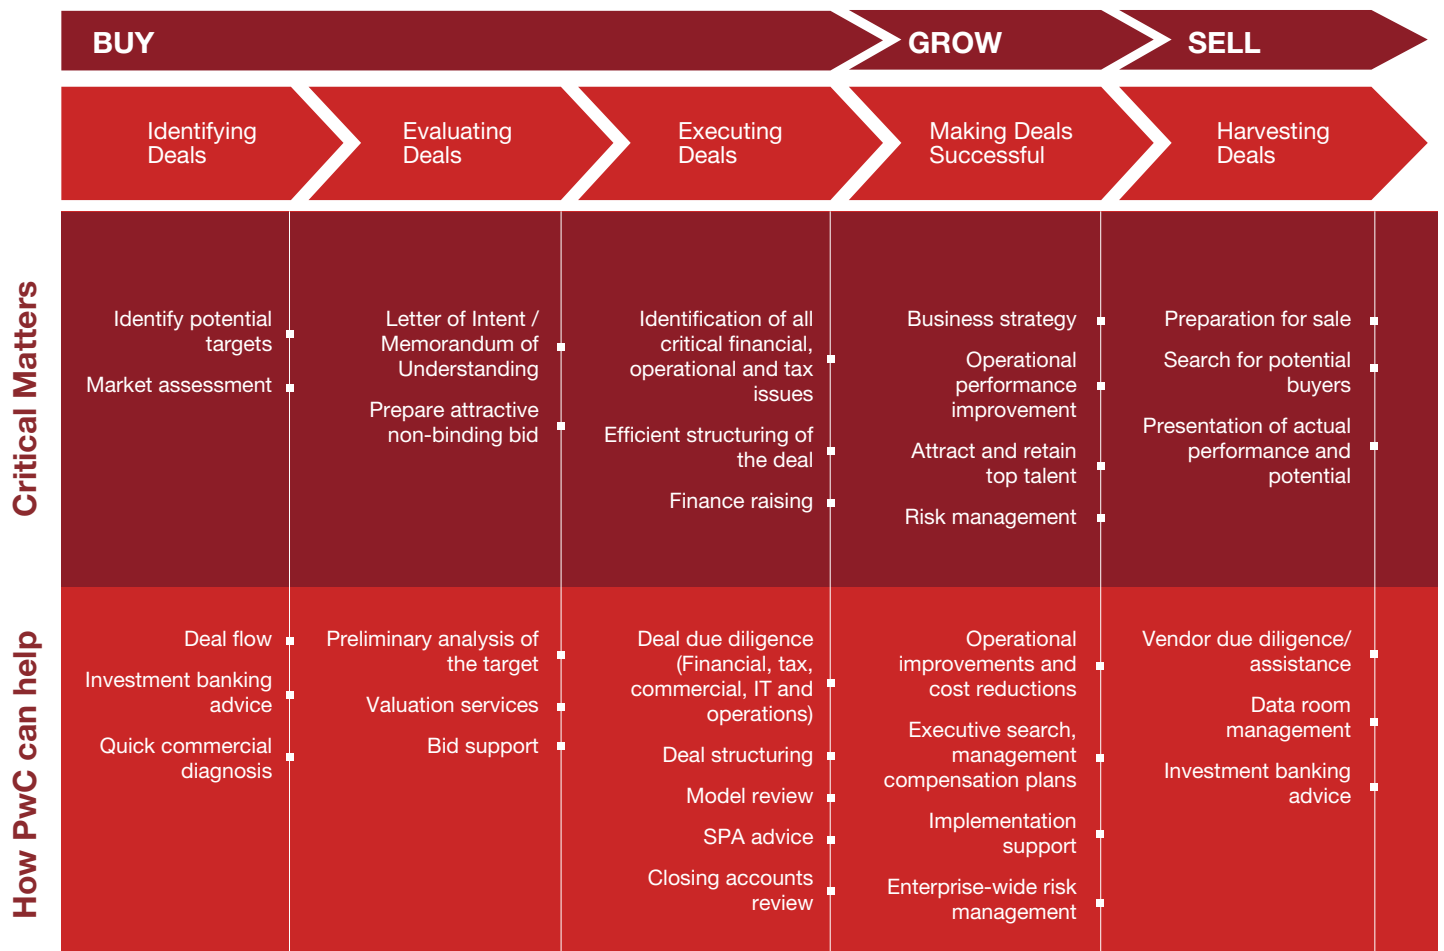 BUY
GROW
SELL
Identifying
Deals
Evaluating
Deals
Executing
Deals
Making Deals
Successful
Harvesting
Deals
Critical Matters
Identify potential
targets
Market assessment
Letter of Intent /
Memorandum of
Understanding
Prepare attractive
non-binding bid
Identification of all
critical financial,
operational and tax
issues
Efficient structuring of
the deal
Finance raising
Business strategy
Operational
performance
improvement
Attract and retain
top talent
Risk management
Preparation for sale
Search for potential
buyers
Presentation of actual
performance and
potential
How PwC can help
Deal flow
Investment banking
advice
Quick commercial
diagnosis
Preliminary analysis of
the target
Valuation services
Bid support
Deal due diligence
(Financial, tax,
commercial, IT and
operations)
Deal structuring
Model review
SPA advice
Closing accounts
review
Operational
improvements and
cost reductions
Executive search,
management
compensation plans
Implementation
support
Enterprise-wide risk
management
Vendor due diligence/
assistance
Data room
management
Investment banking
advice